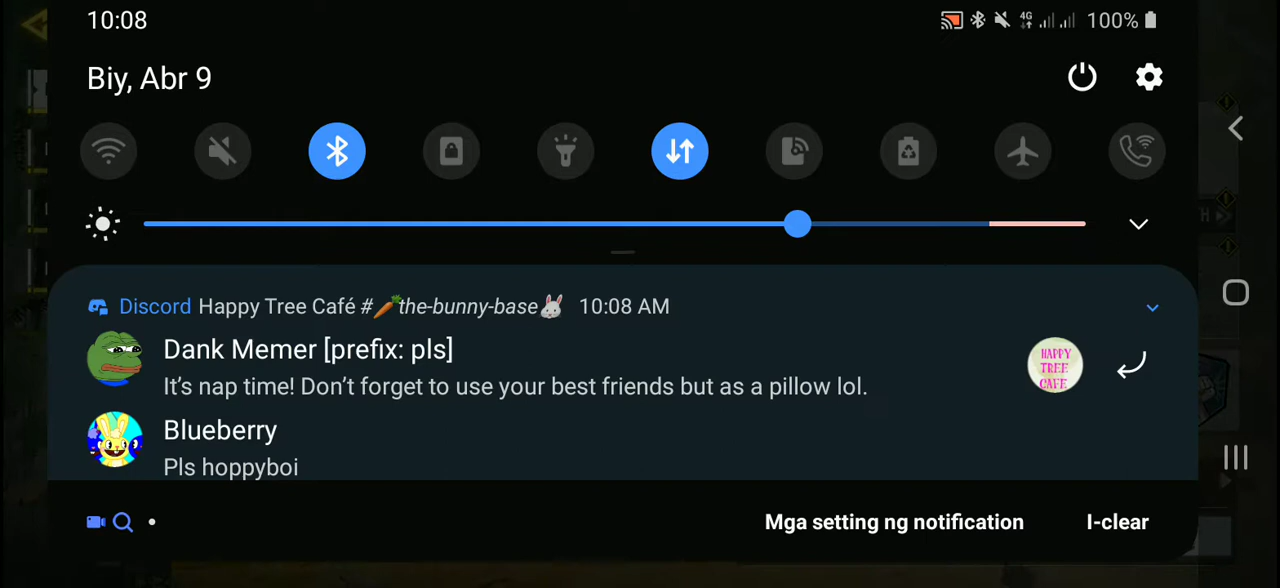 10:08
4G
100%
Biy, Abr 9
Discord Happy Tree Café #🥕the-bunny-base🐰 10:08 AM
Dank Memer [prefix: pls]
It's nap time! Don't forget to use your best friends but as a pillow lol.
HAPPY
TREE
CAFE
Blueberry
Pls hoppyboi
Mga setting ng notification
I-clear